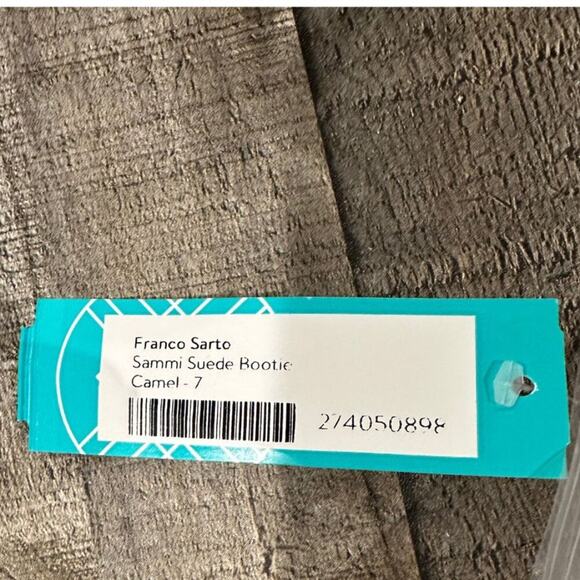 Franco Sarto
Sammi Suede Bootie
Camel - 7
274050898